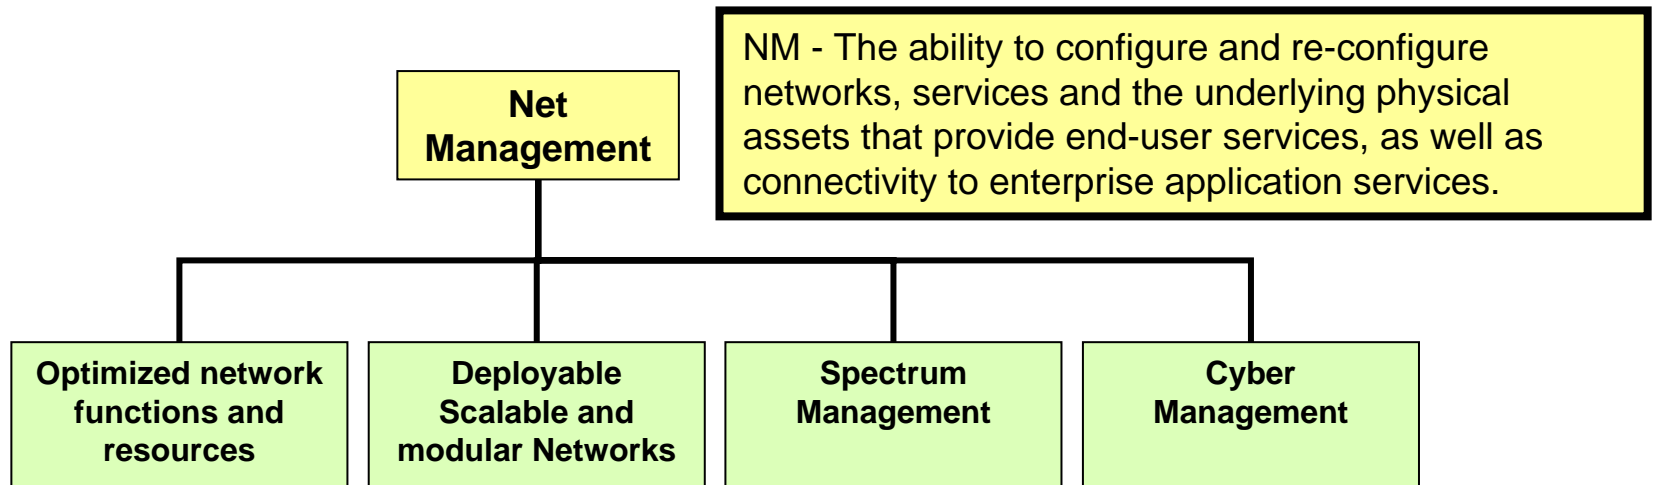 Net
Management
NM - The ability to configure and re-configure
networks, services and the underlying physical
assets that provide end-user services, as well as
connectivity to enterprise application services.
Optimized network
functions and
resources
Deployable
Scalable and
modular Networks
Spectrum
Management
Cyber
Management